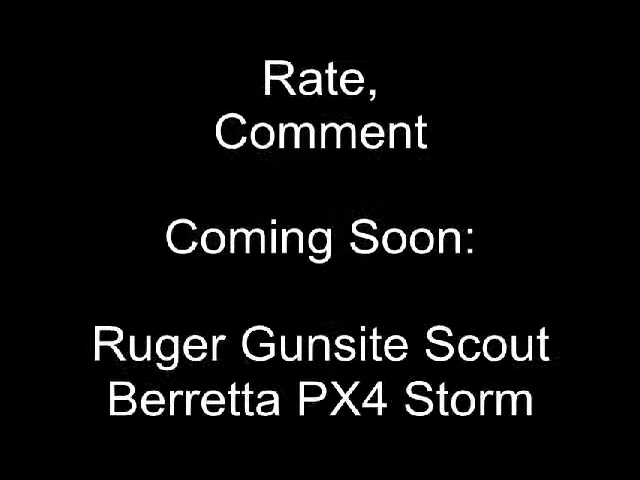 Rate,
Comment
Coming Soon:
Ruger Gunsite Scout
Berretta PX4 Storm